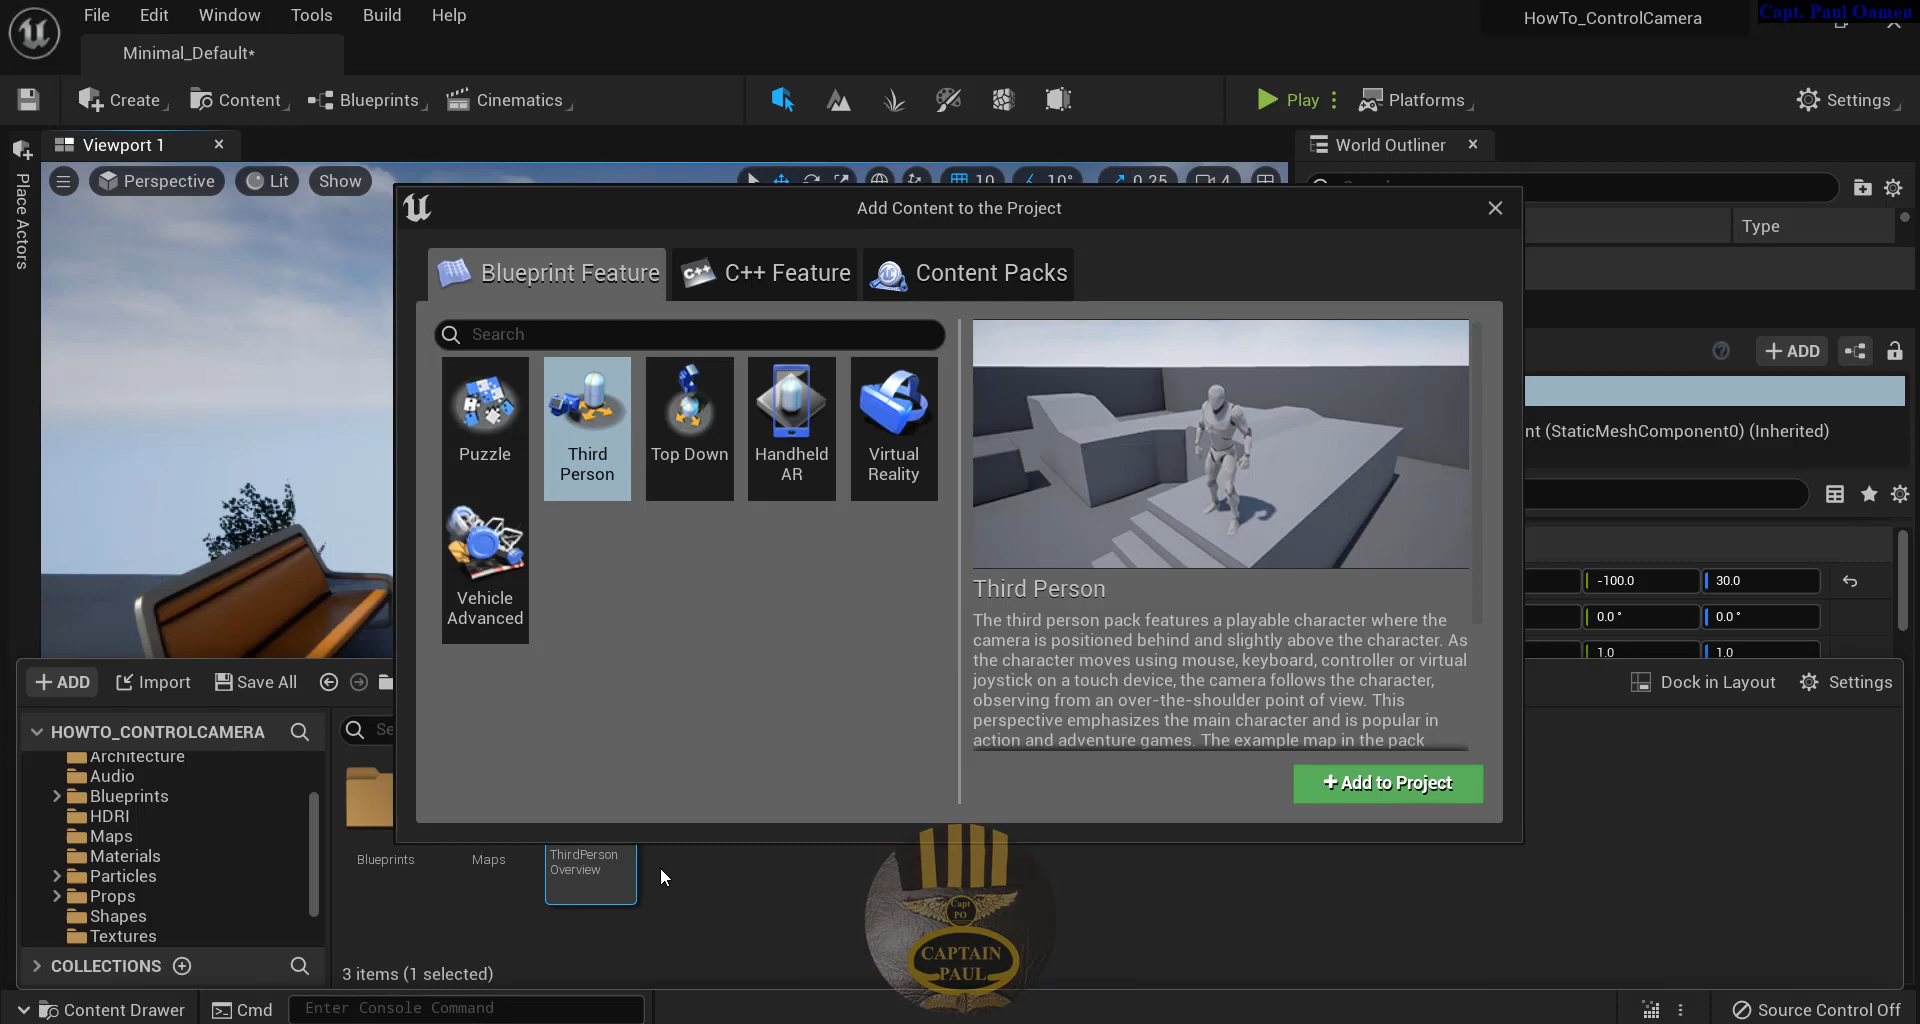 File Edit Window Tools Build Help
HowTo_ControlCamera
Capt. Paul Oamen
Minimal_Default*
Create Content Blueprints Cinematics
Play Platforms Settings
Viewport 1
World Outliner
Place Actors
Perspective Lit Show
10 10° 0.25 4
Add Content to the Project
Type
Blueprint Feature C++ Feature Content Packs
Search
ADD
Puzzle
Third
Person
Top Down
Handheld
AR
Virtual
Reality
nt (StaticMeshComponent0) (Inherited)
Vehicle
Advanced
Third Person
The third person pack features a playable character where the
camera is positioned behind and slightly above the character. As
the character moves using mouse, keyboard, controller or virtual
joystick on a touch device, the camera follows the character,
observing from an over-the-shoulder point of view. This
perspective emphasizes the main character and is popular in
action and adventure games. The example map in the pack
-100.0 30.0
0.0° 0.0°
1.0 1.0
+ Add to Project
+ ADD Import Save All
Dock in Layout Settings
HOWTO_CONTROLCAMERA
Se
Architecture
Audio
Blueprints
HDRI
Maps
Materials
Particles
Props
Shapes
Textures
COLLECTIONS
Blueprints
Maps
ThirdPerson
Overview
3 items (1 selected)
Capt
PO
CAPTAIN
PAUL
Content Drawer Cmd Enter Console Command
Source Control Off